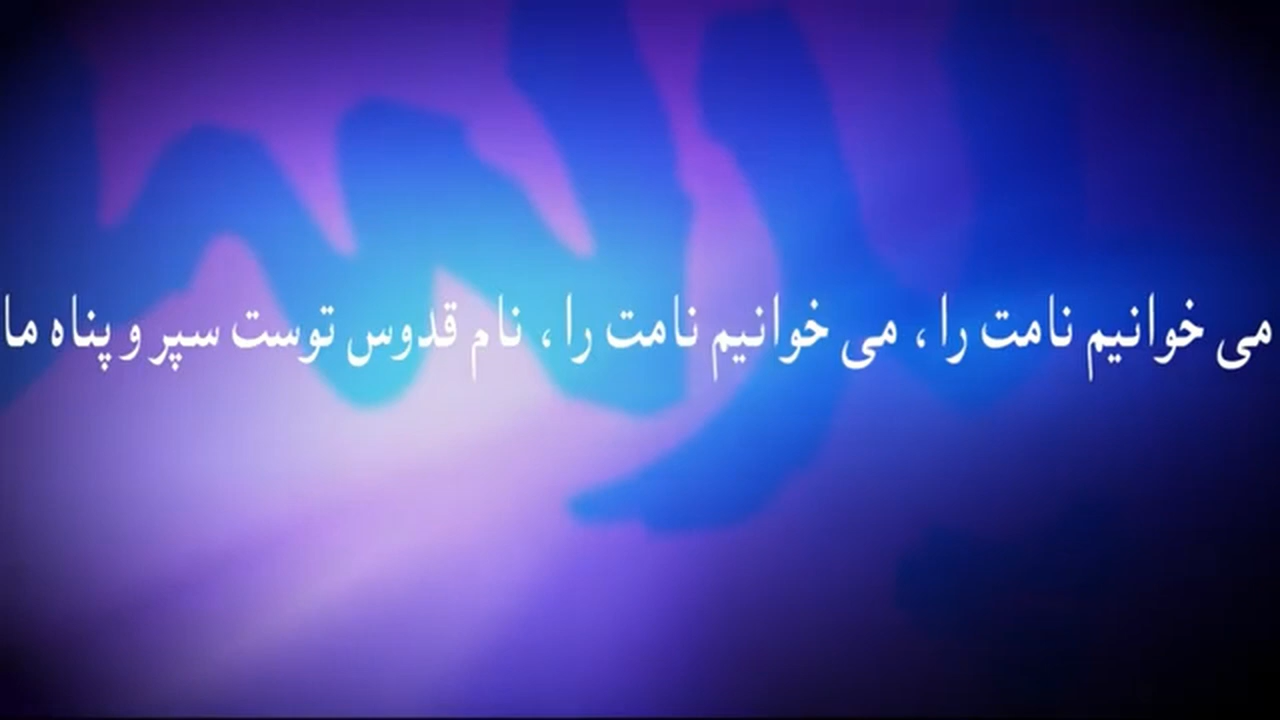 می خوانیم نامت را ، می خوانیم نامت را ، نام قدوس توست سپر و پناه ما